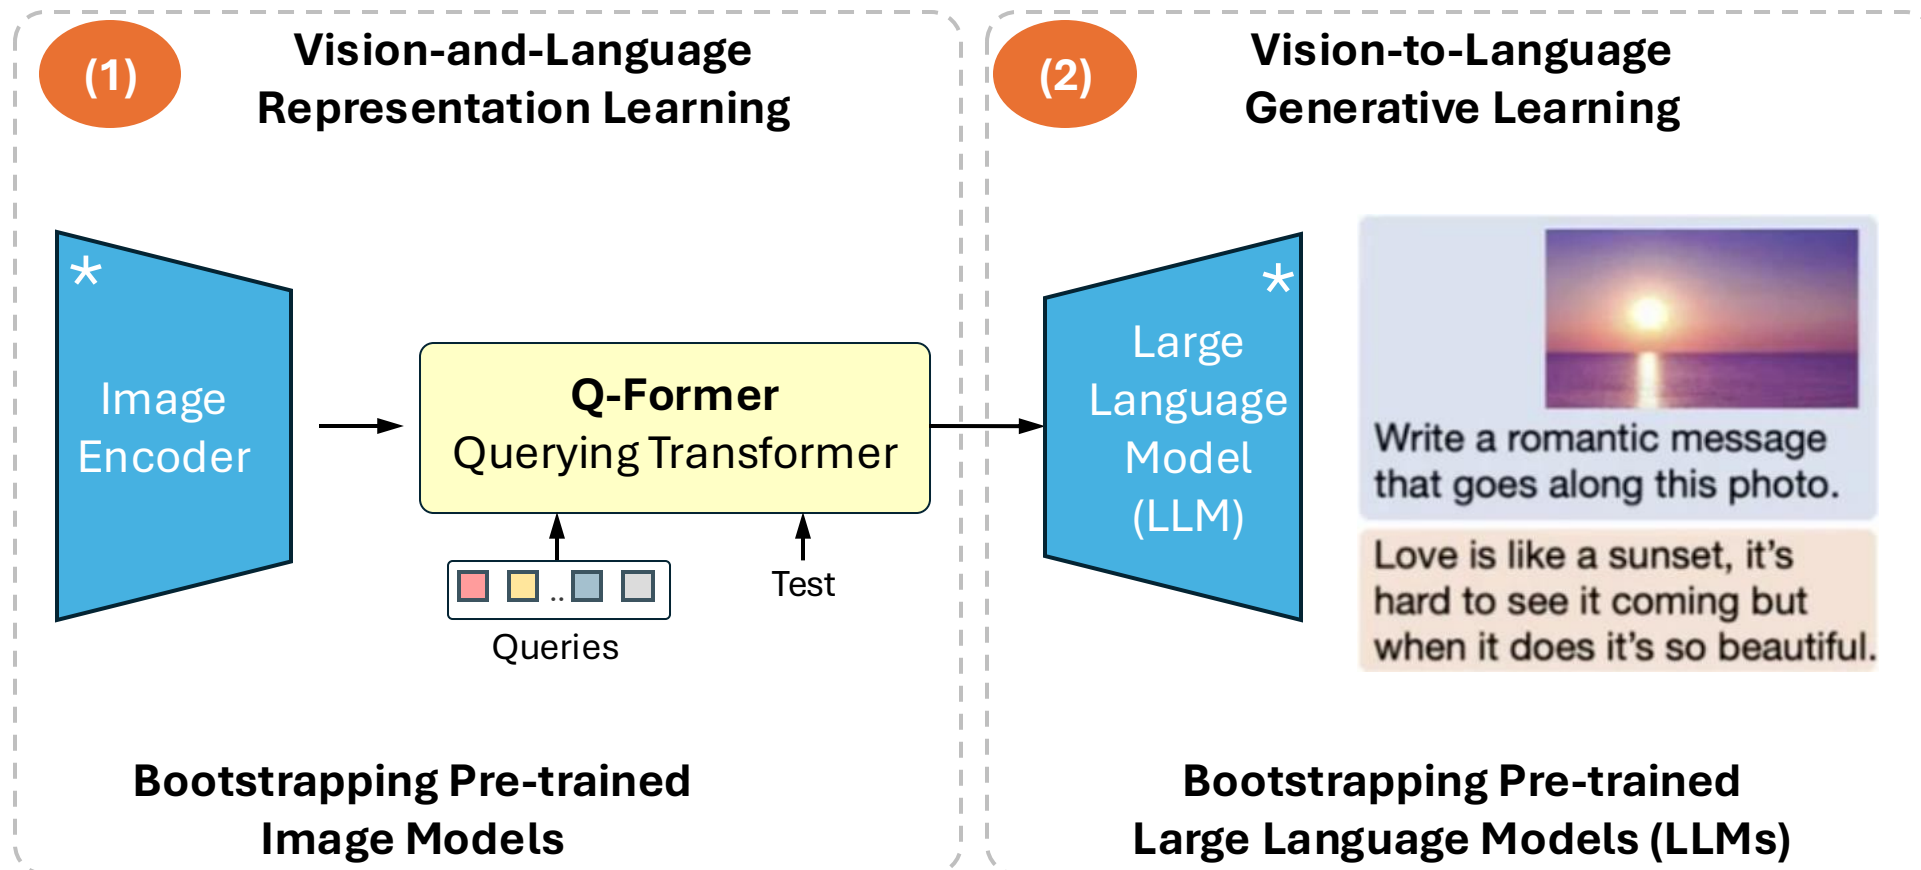 (1)
Vision-and-Language
Representation Learning
*
Image
Encoder
Q-Former
Querying Transformer
..
Queries
Test
Bootstrapping Pre-trained
Image Models
(2)
Vision-to-Language
Generative Learning
*
Large
Language
Model
(LLM)
Write a romantic message
that goes along this photo.
Love is like a sunset, it's
hard to see it coming but
when it does it's so beautiful.
Bootstrapping Pre-trained
Large Language Models (LLMs)